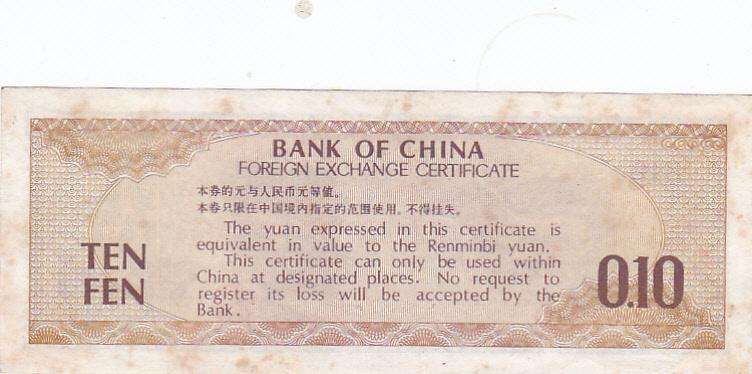 BANK OF CHINA
FOREIGN EXCHANGE CERTIFICATE
本券的元与人民币元等值。
本券只限在中国境内指定的范围使用。不得挂失。
The yuan expressed in this certificate is
equivalent in value to the Renminbi yuan.
This certificate can only be used within
China at designated places. No request to
register its loss will be accepted by the
Bank.
TEN
FEN
0.10